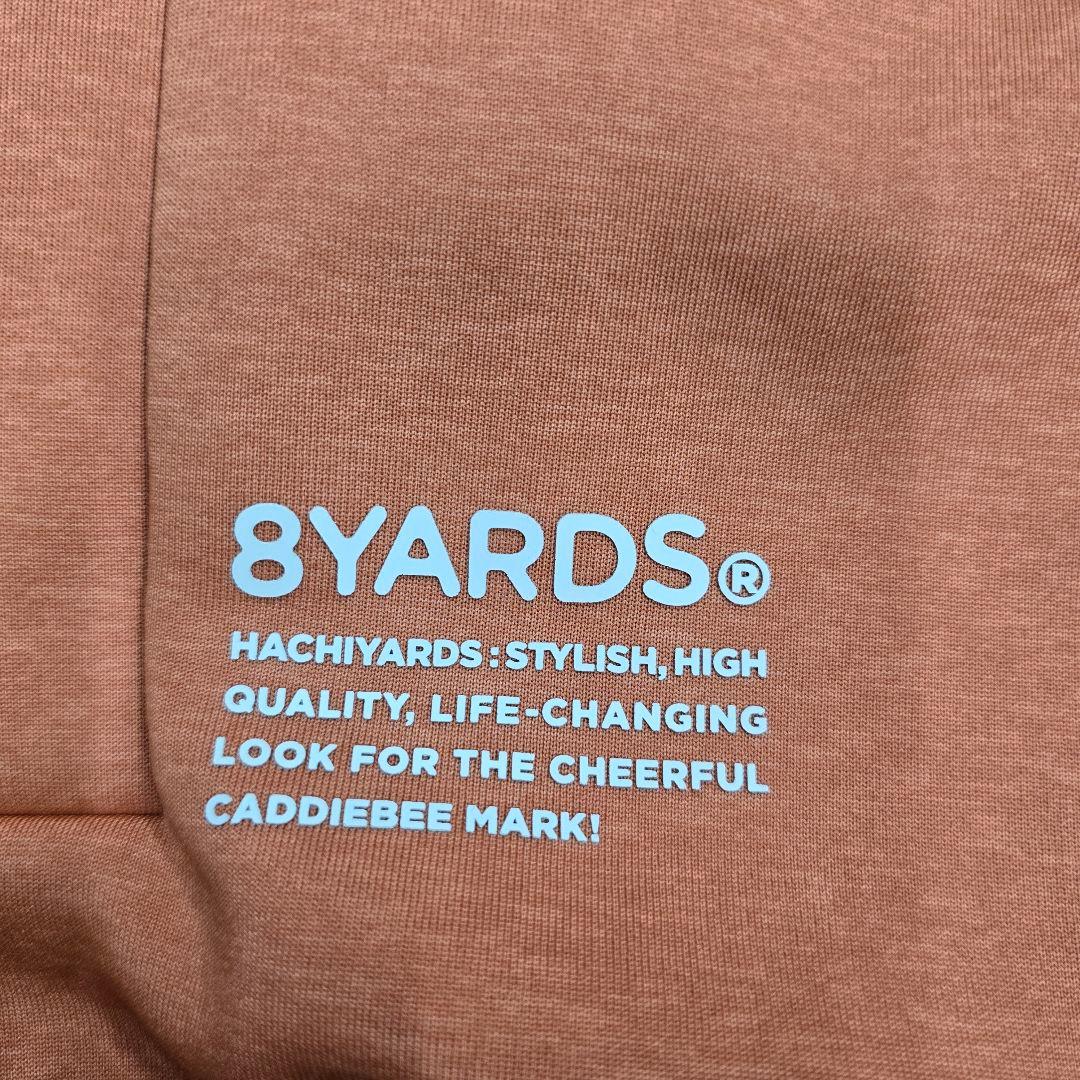 8YARDS®
HACHIYARDS : STYLISH, HIGH
QUALITY, LIFE-CHANGING
LOOK FOR THE CHEERFUL
CADDIEBEE MARK!